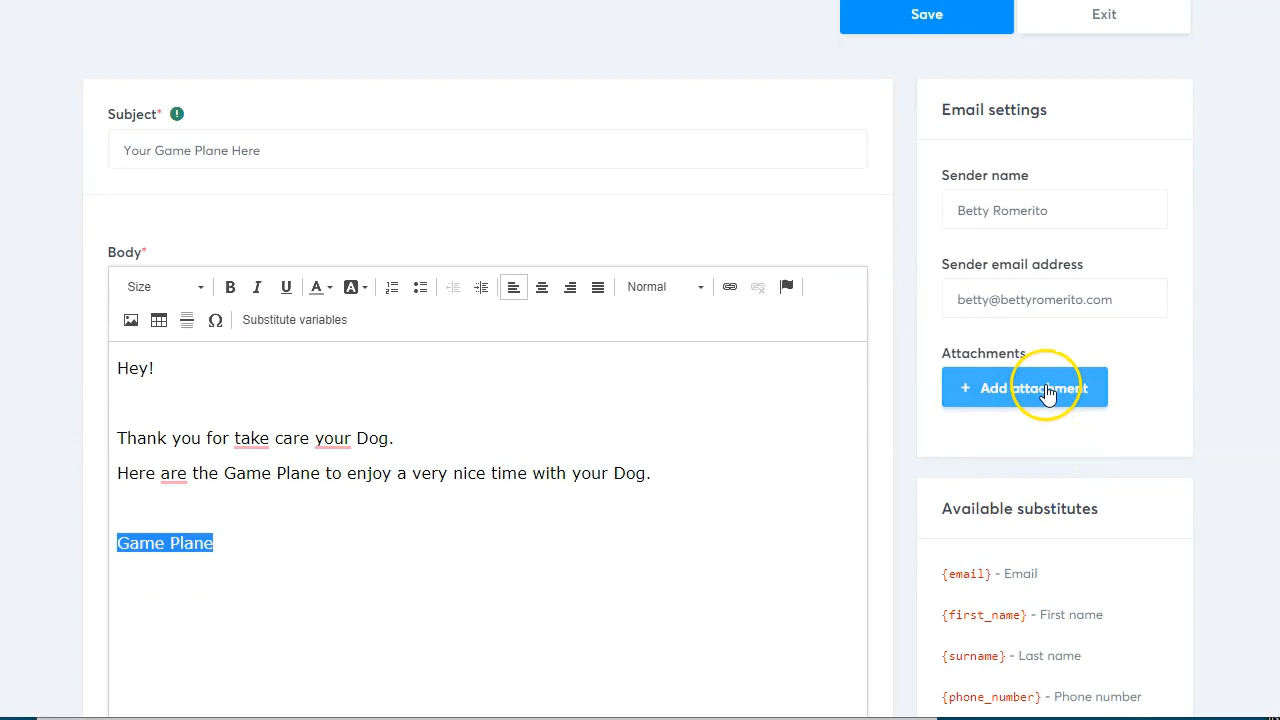 Save
Exit
Subject*
Your Game Plane Here
Body*
Size
B I U A A
Normal
Ω
Substitute variables
Hey!
Thank you for take care your Dog.
Here are the Game Plane to enjoy a very nice time with your Dog.
Game Plane
Email settings
Sender name
Betty Romerito
Sender email address
betty@bettyromerito.com
Attachments
+ Add attachment
Available substitutes
{email} - Email
{first_name} - First name
{surname} - Last name
{phone_number} - Phone number